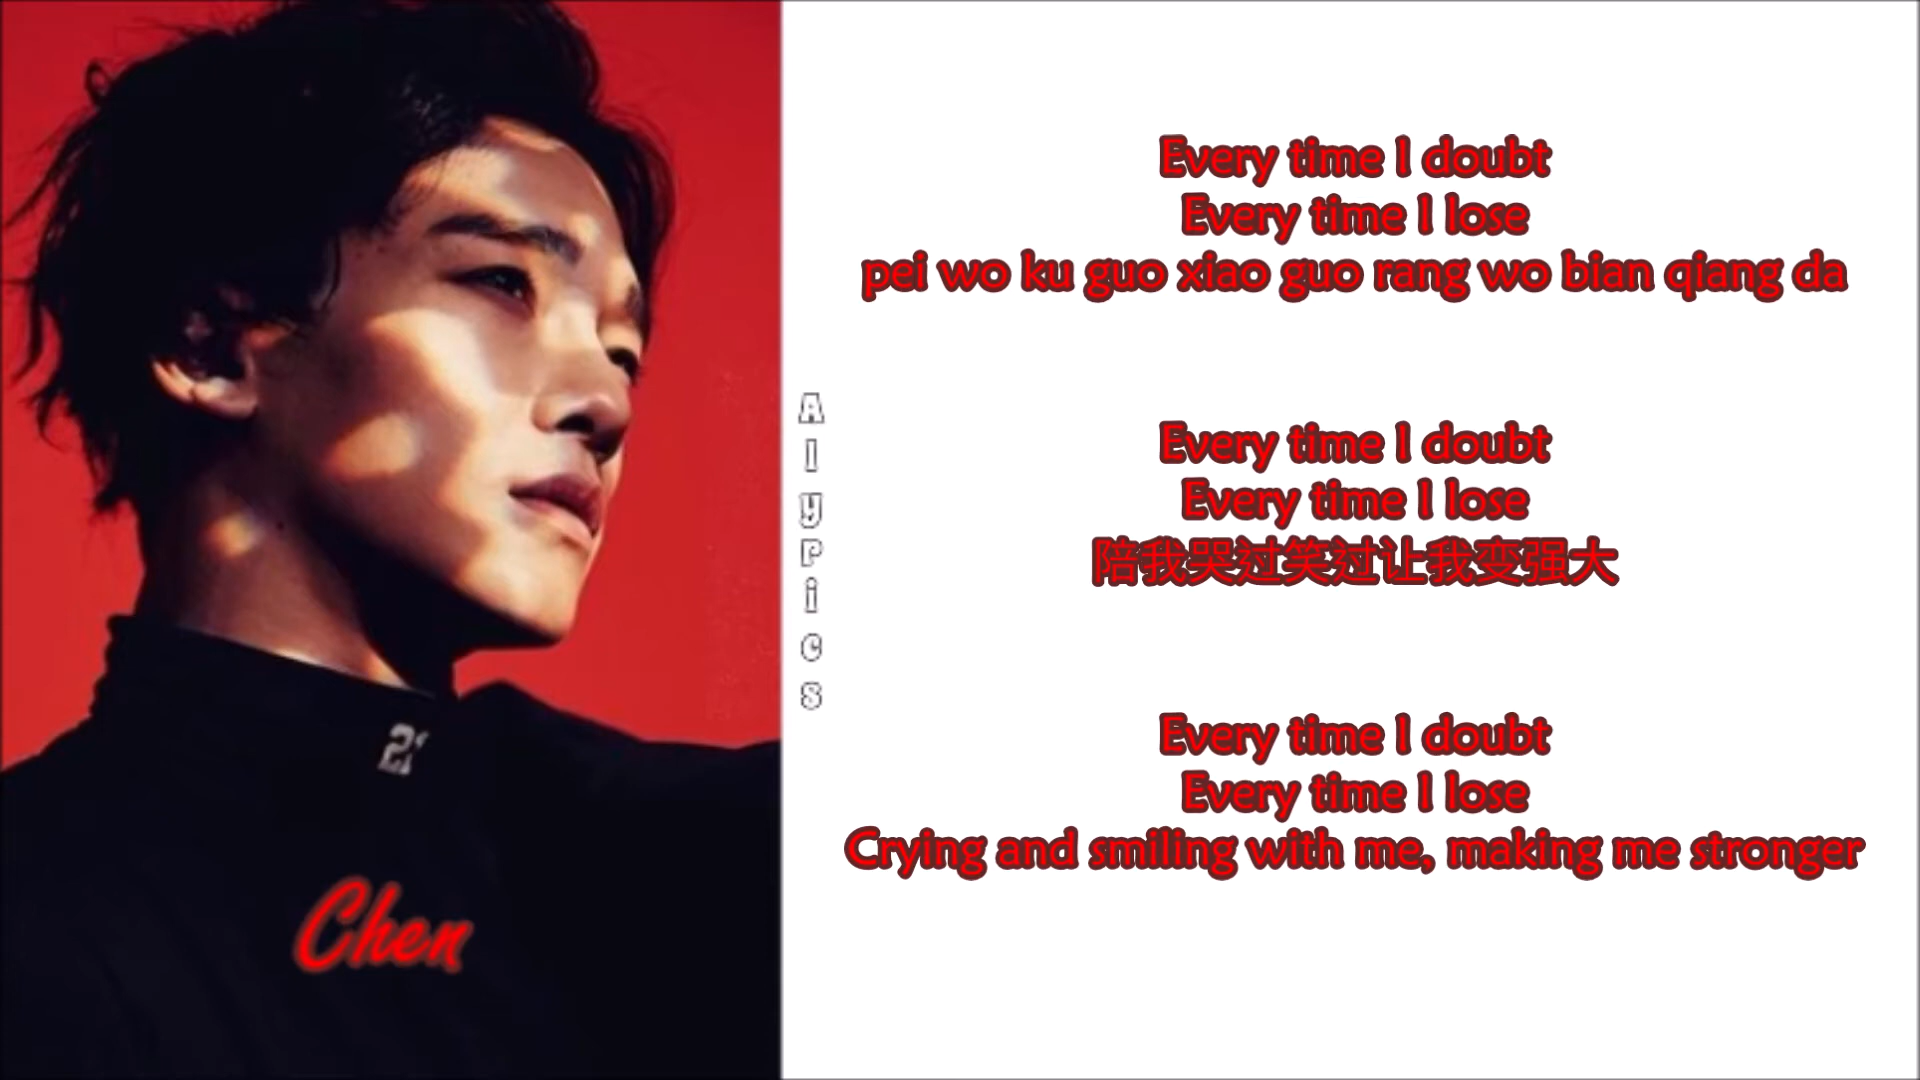 Chen
AlyPics
Every time I doubt
Every time I lose
pei wo ku guo xiao guo rang wo bian qiang da
Every time I doubt
Every time I lose
陪我哭过笑过让我变强大
Every time I doubt
Every time I lose
Crying and smiling with me, making me stronger